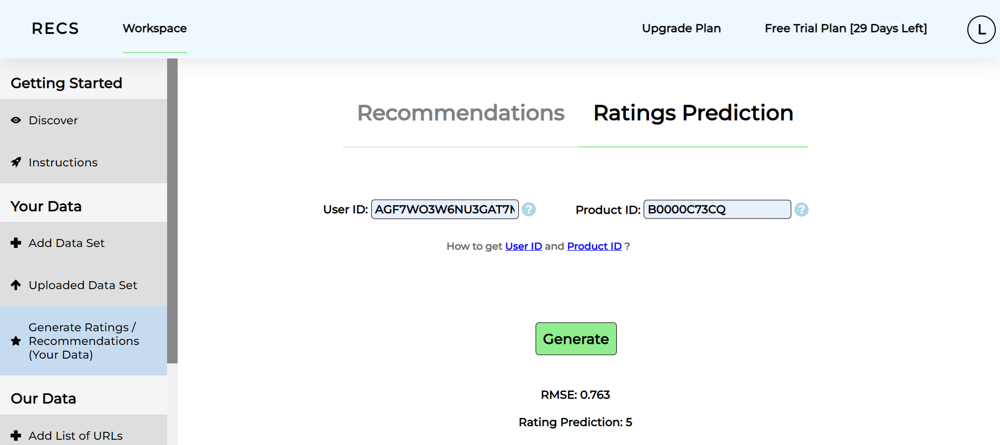 RECS Workspace Upgrade Plan Free Trial Plan [29 Days Left] L
Getting Started
Discover
Instructions
Your Data
Add Data Set
Uploaded Data Set
Generate Ratings /
Recommendations
(Your Data)
Our Data
Add List of URLs
Recommendations Ratings Prediction
User ID: AGF7WO3W6NU3GAT7 ? Product ID: B0000C73CQ ?
How to get User ID and Product ID ?
Generate
RMSE: 0.763
Rating Prediction: 5